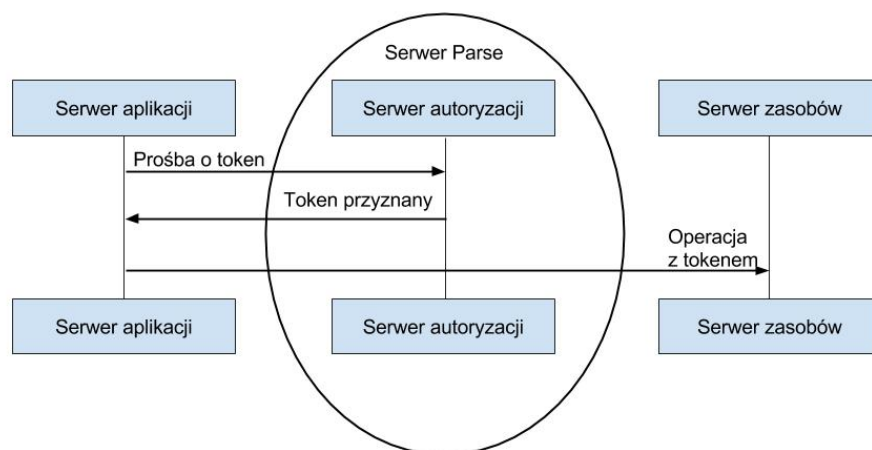 Serwer Parse
Serwer aplikacji
Serwer autoryzacji
Serwer zasobów
Prośba o token
Token przyznany
Operacja
z tokenem
Serwer aplikacji
Serwer autoryzacji
Serwer zasobów